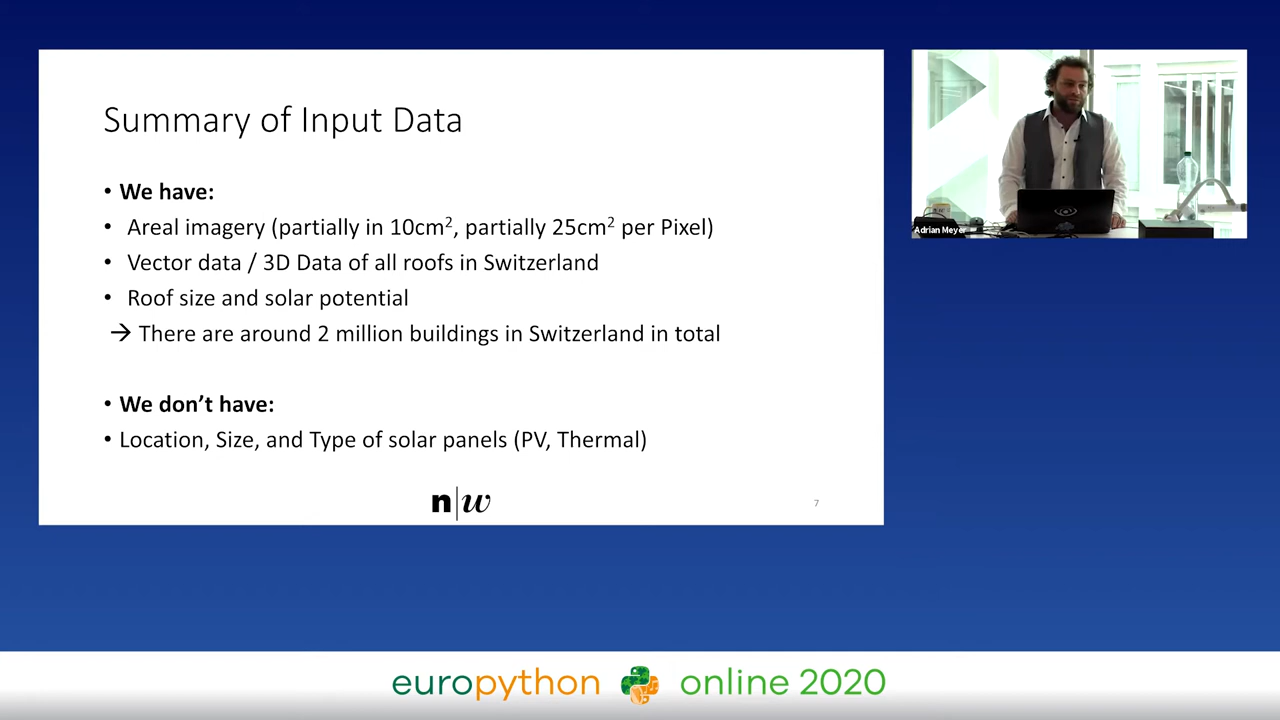 Summary of Input Data
• We have:
• Areal imagery (partially in 10cm², partially 25cm² per Pixel)
• Vector data / 3D Data of all roofs in Switzerland
• Roof size and solar potential
→ There are around 2 million buildings in Switzerland in total
• We don't have:
• Location, Size, and Type of solar panels (PV, Thermal)
n|w
7
Adrian Meyer
europython online 2020